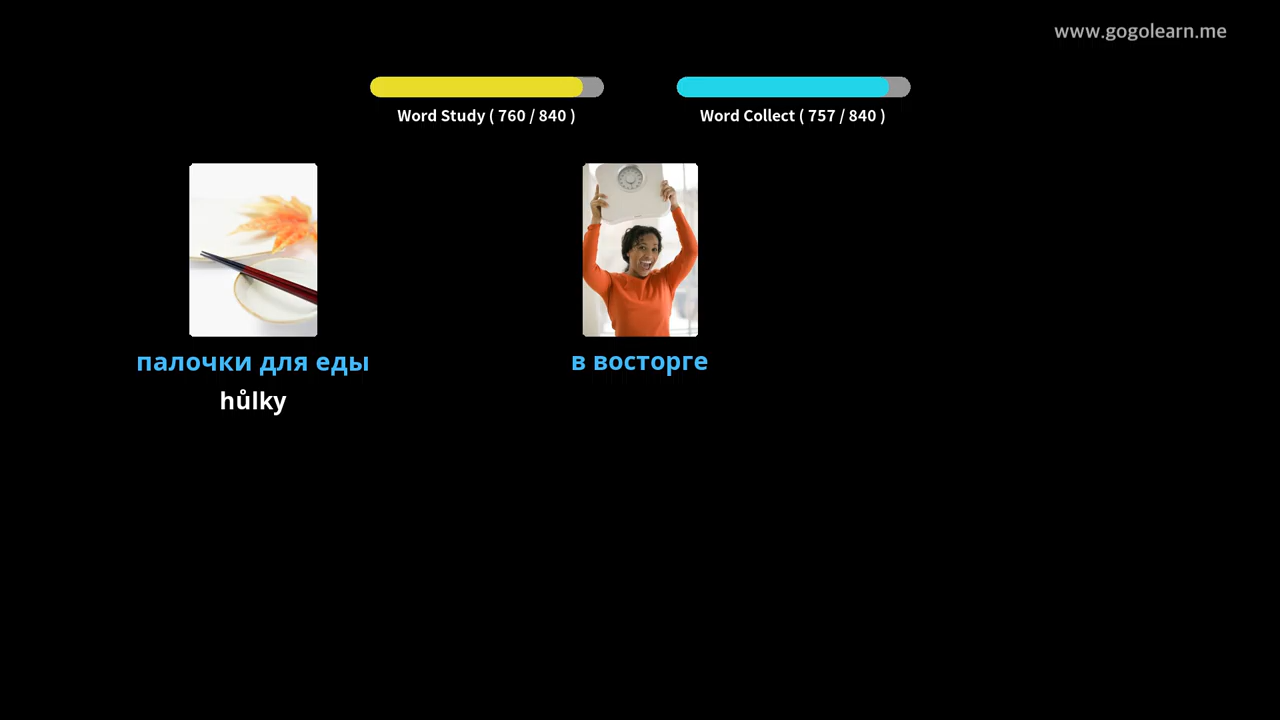 www.gogolearn.me
Word Study ( 760 / 840 )
Word Collect ( 757 / 840 )
палочки для еды
hůlky
в восторге